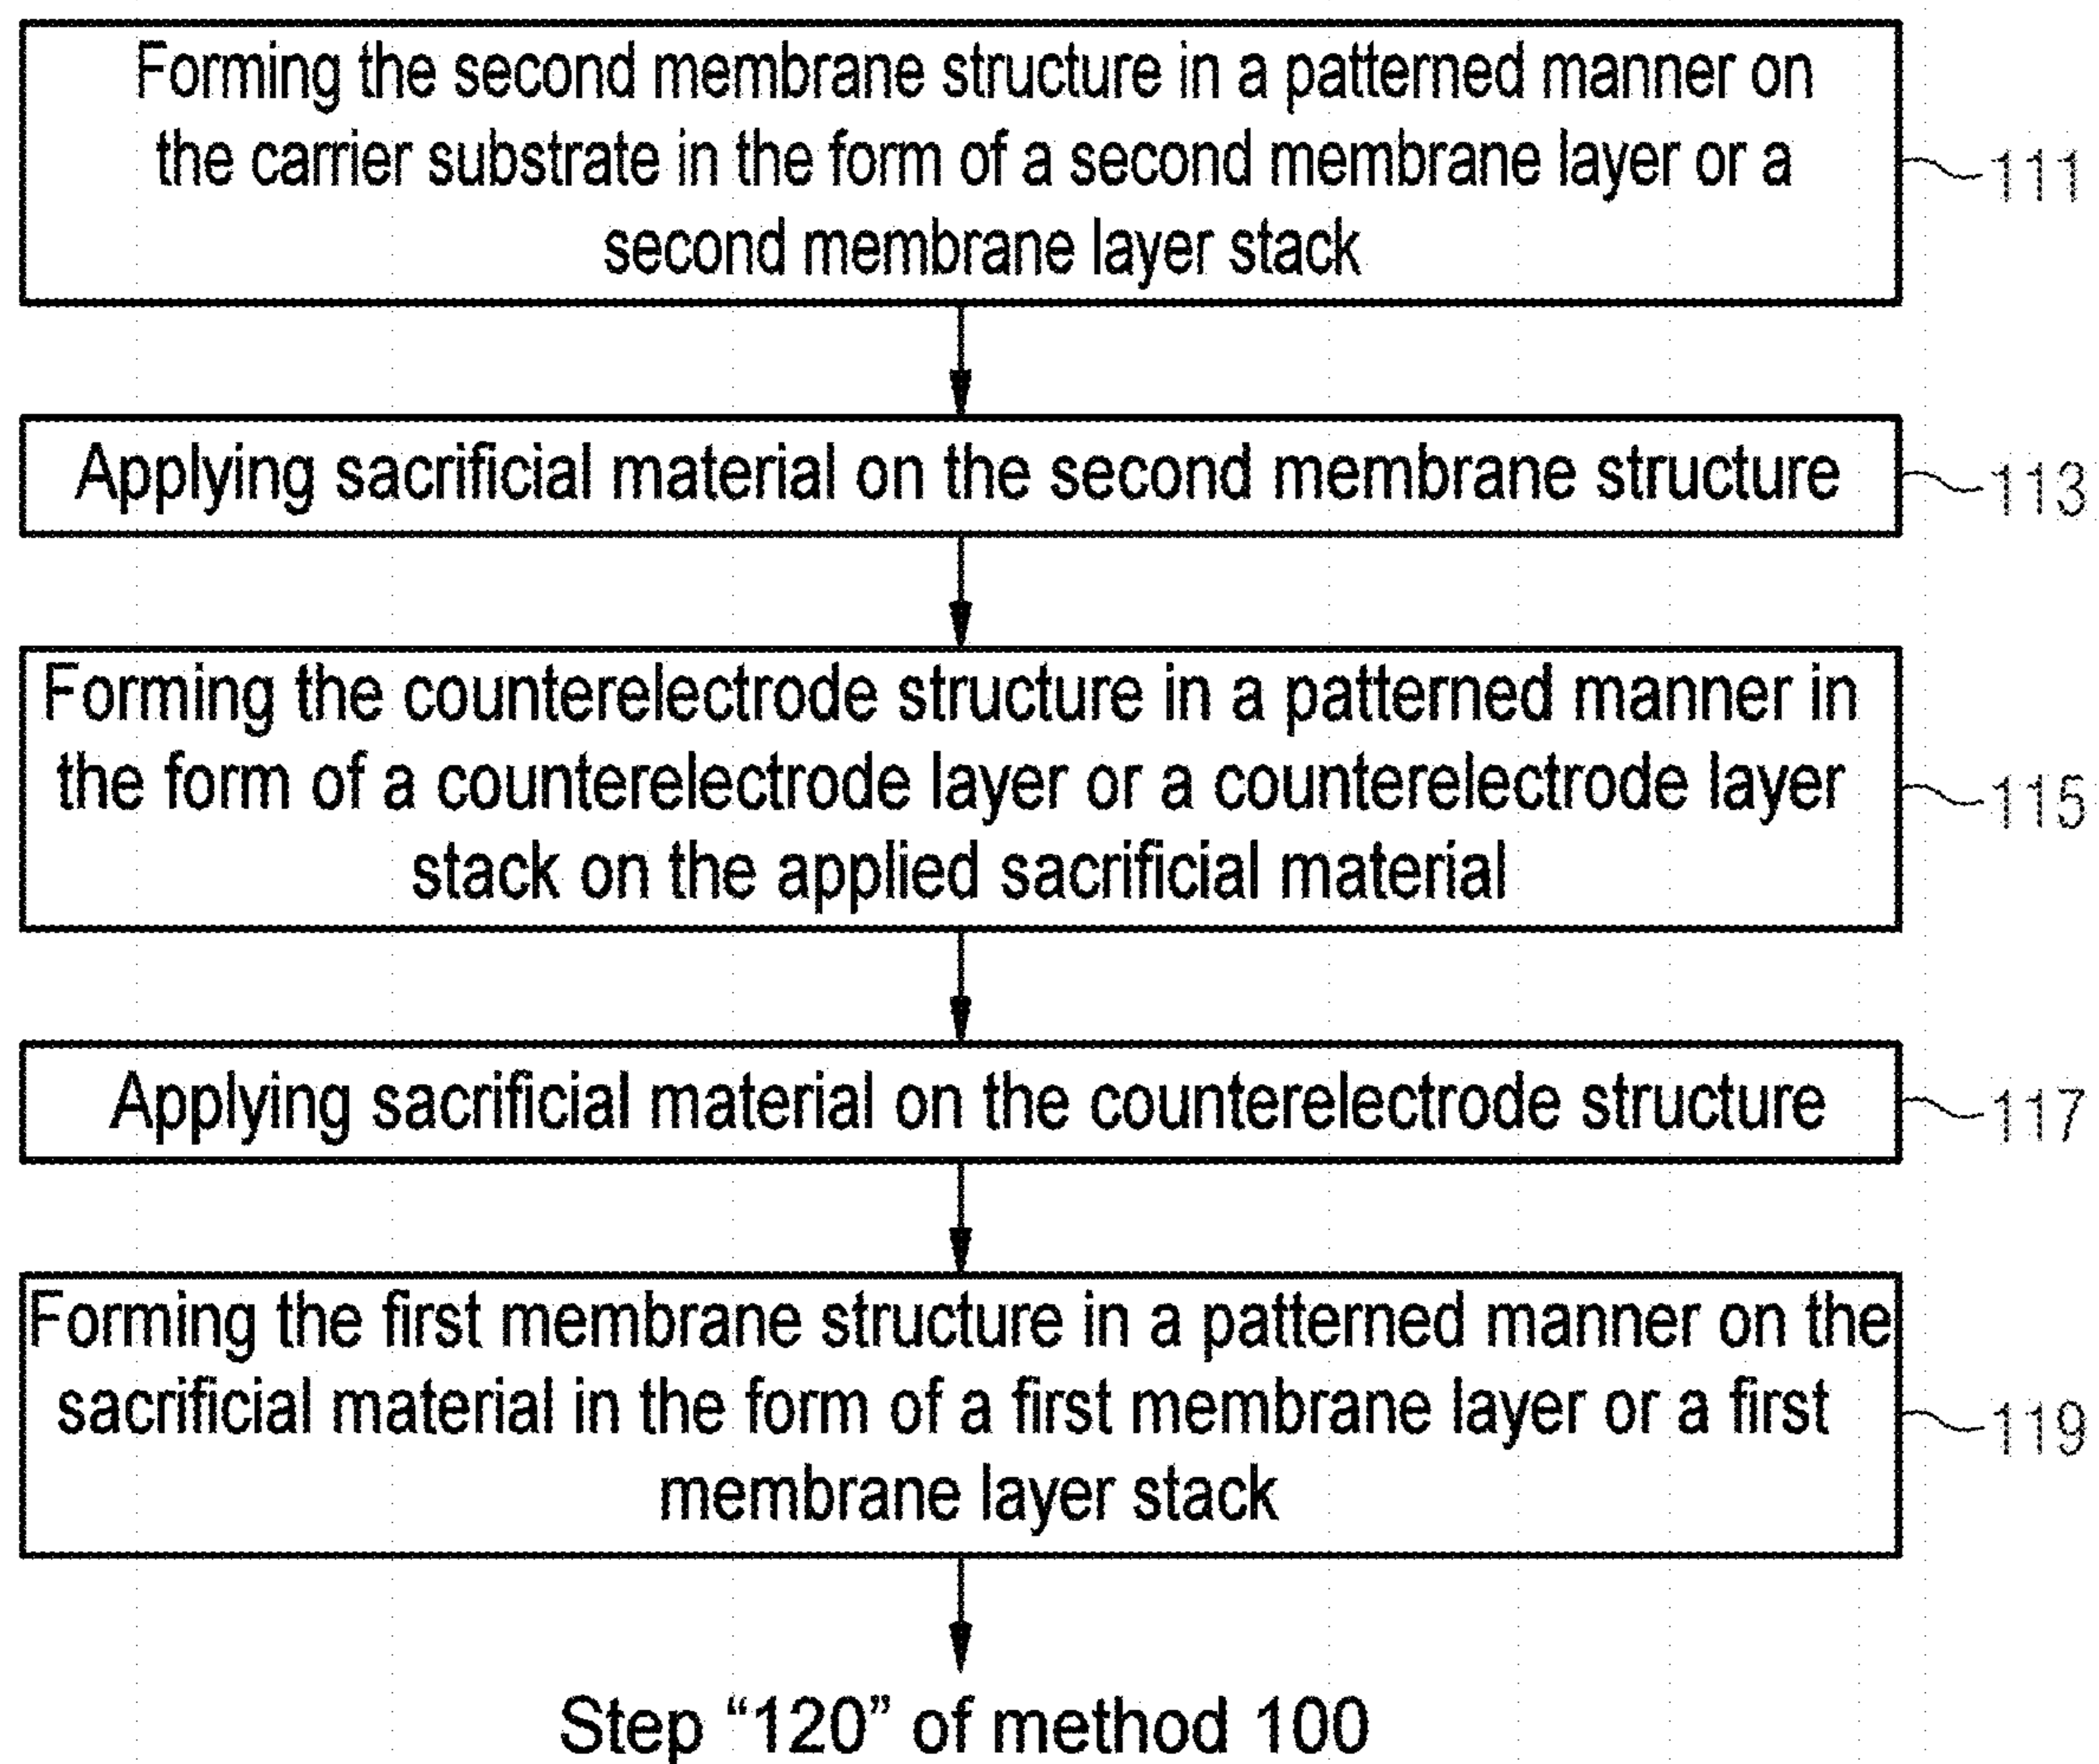 Forming the second membrane structure in a patterned manner on
the carrier substrate in the form of a second membrane layer or a
second membrane layer stack
111
Applying sacrificial material on the second membrane structure
113
Forming the counterelectrode structure in a patterned manner in
the form of a counterelectrode layer or a counterelectrode layer
stack on the applied sacrificial material
115
Applying sacrificial material on the counterelectrode structure
117
Forming the first membrane structure in a patterned manner on the
sacrificial material in the form of a first membrane layer or a first
membrane layer stack
119
Step “120” of method 100